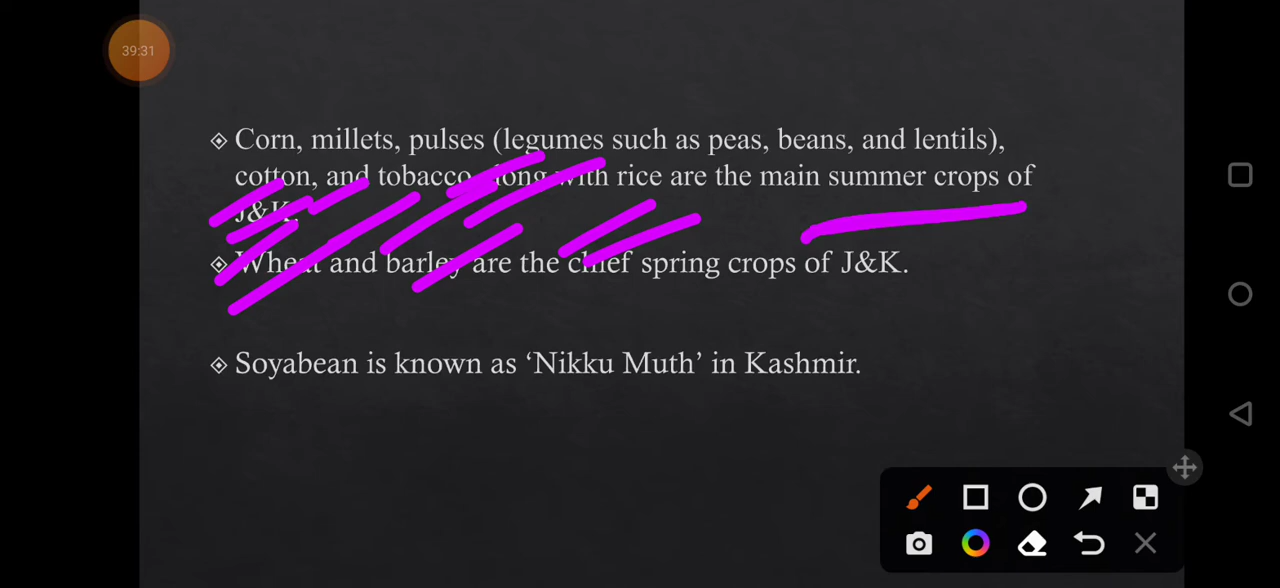 39:31
Corn, millets, pulses (legumes such as peas, beans, and lentils),
cotton, and tobacco along with rice are the main summer crops of
J&K.
Wheat and barley are the chief spring crops of J&K.
Soyabean is known as ‘Nikku Muth’ in Kashmir.